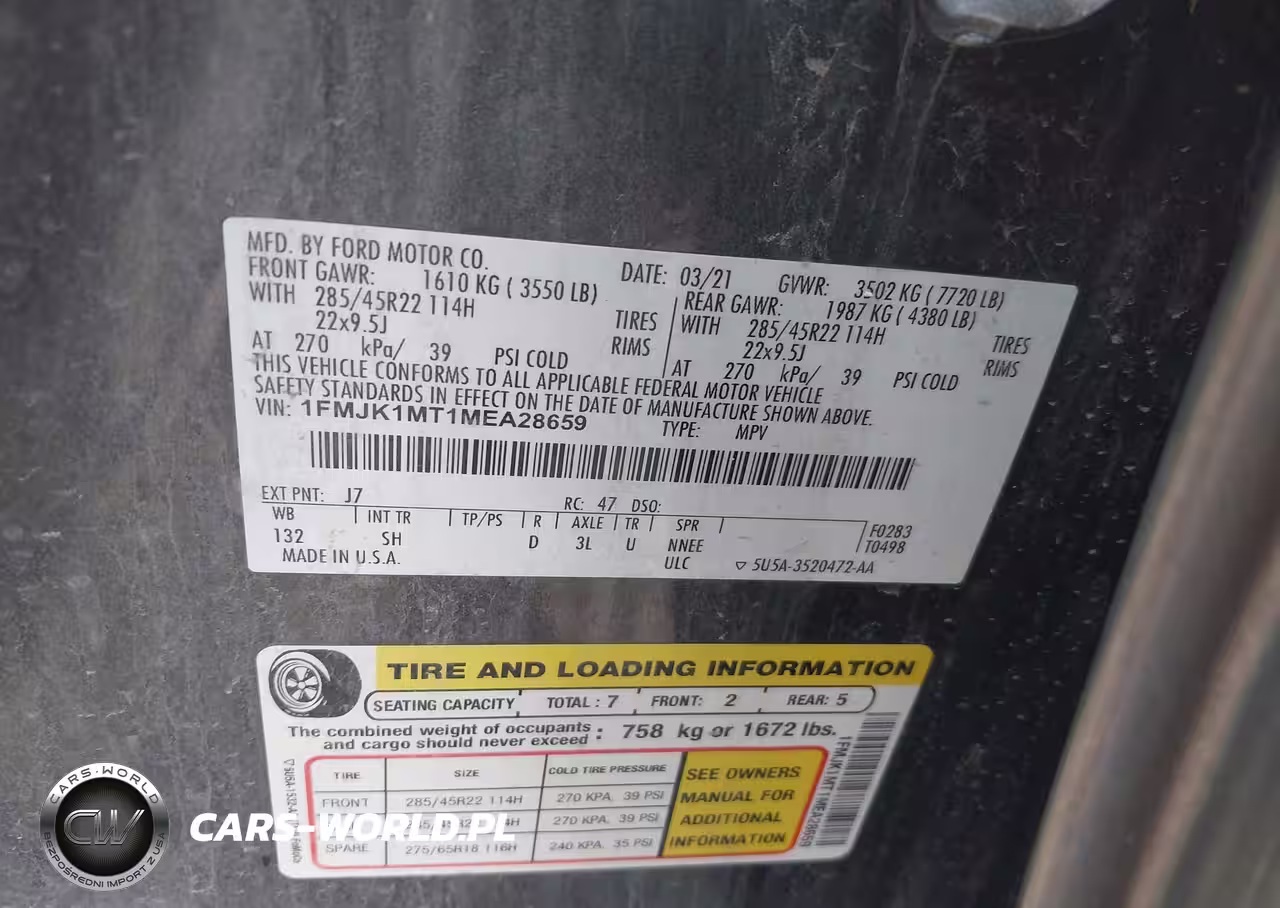 MFD. BY FORD MOTOR CO.
DATE: 03/21 GVWR: 3502 KG ( 7720 LB)
FRONT GAWR: 1610 KG ( 3550 LB)
WITH 285/45R22 114H TIRES
22x9.5J RIMS
AT 270 kPa/ 39 PSI COLD
REAR GAWR: 1987 KG ( 4380 LB)
WITH 285/45R22 114H TIRES
22x9.5J RIMS
AT 270 kPa/ 39 PSI COLD
THIS VEHICLE CONFORMS TO ALL APPLICABLE FEDERAL MOTOR VEHICLE
SAFETY STANDARDS IN EFFECT ON THE DATE OF MANUFACTURE SHOWN ABOVE.
VIN: 1FMJK1MT1MEA28659 TYPE: MPV
EXT PNT: J7 RC: 47 DSO:
WB INT TR TP/PS R AXLE TR SPR
132 SH D 3L U NNEE
F0283
T0498
MADE IN U.S.A. ULC ▽ 5U5A-3520472-AA
TIRE AND LOADING INFORMATION
SEATING CAPACITY TOTAL : 7 FRONT: 2 REAR: 5
The combined weight of occupants
and cargo should never exceed : 758 kg or 1672 lbs.
TIRE SIZE COLD TIRE PRESSURE
FRONT 285/45R22 114H 270 KPA, 39 PSI
270 KPA, 39 PSI
SPARE 275/65R18 116H 240 KPA, 35 PSI
SEE OWNERS
MANUAL FOR
ADDITIONAL
INFORMATION
1FMJK1MT1MEA28659
CARS-WORLD
CW
BEZPOŚREDNI IMPORT Z USA
CARS-WORLD.PL